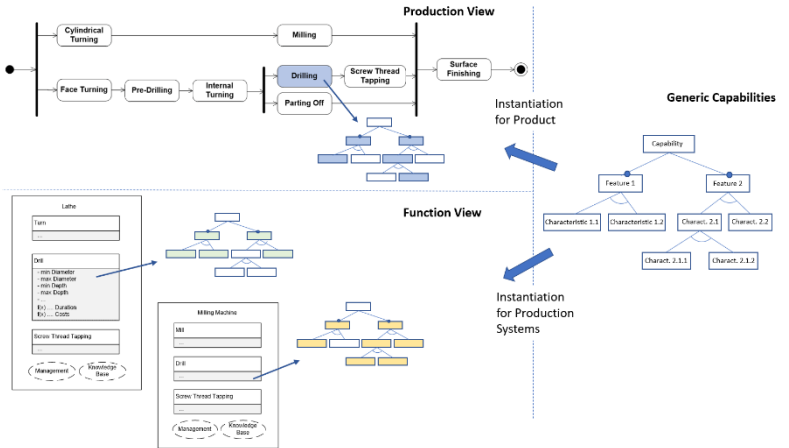 Production View
Cylindrical
Turning
Milling
Face Turning
Pre-Drilling
Internal
Turning
Drilling
Screw Thread
Tapping
Parting Off
Surface
Finishing
Instantiation
for Product
Generic Capabilities
Capability
Feature 1
Feature 2
Characteristic 1.1
Characteristic 1.2
Charact. 2.1
Charact. 2.2
Charact. 2.1.1
Charact. 2.1.2
Function View
Instantiation
for Production
Systems
Lathe
Turn
...
Drill
- min Diameter
- max Diameter
- min Depth
- max Depth
- ...
f(x) ... Duration
f(x) ... Costs
Screw Thread Tapping
...
Management
Knowledge
Base
Milling Machine
Mill
...
Drill
...
Screw Thread Tapping
...
Management
Knowledge
Base